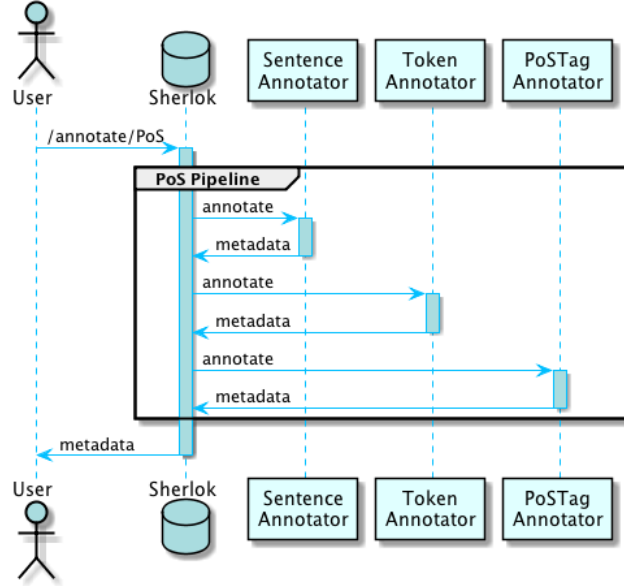 User
Sherlok
Sentence
Annotator
Token
Annotator
PoSTag
Annotator
/annotate/PoS
PoS Pipeline
annotate
metadata
annotate
metadata
annotate
metadata
metadata
User
Sherlok
Sentence
Annotator
Token
Annotator
PoSTag
Annotator